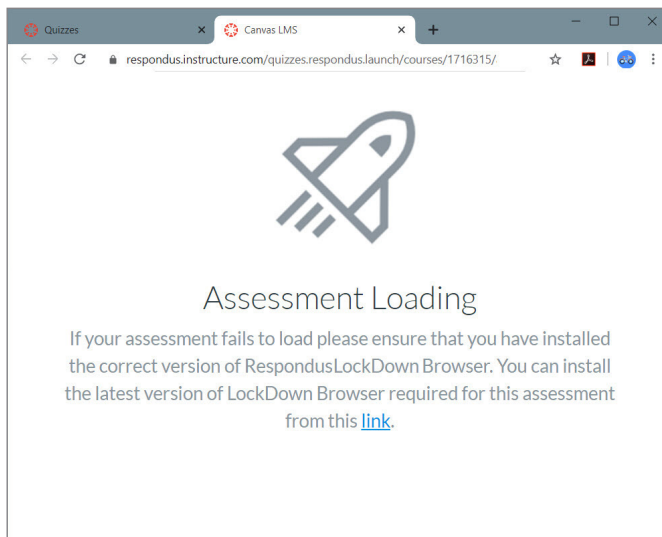 Quizzes
Canvas LMS
respondus.instructure.com/quizzes.respondus.launch/courses/1716315/
Assessment Loading
If your assessment fails to load please ensure that you have installed
the correct version of RespondusLockDown Browser. You can install
the latest version of LockDown Browser required for this assessment
from this link.